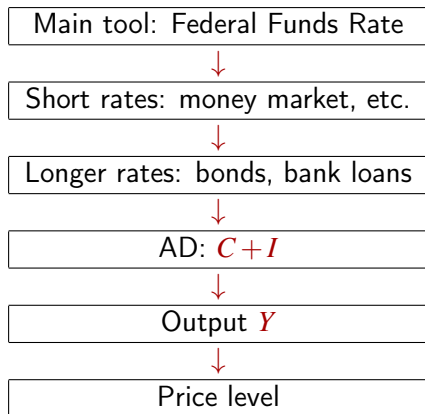 Main tool: Federal Funds Rate
↓
Short rates: money market, etc.
↓
Longer rates: bonds, bank loans
↓
AD: C + I
↓
Output Y
↓
Price level